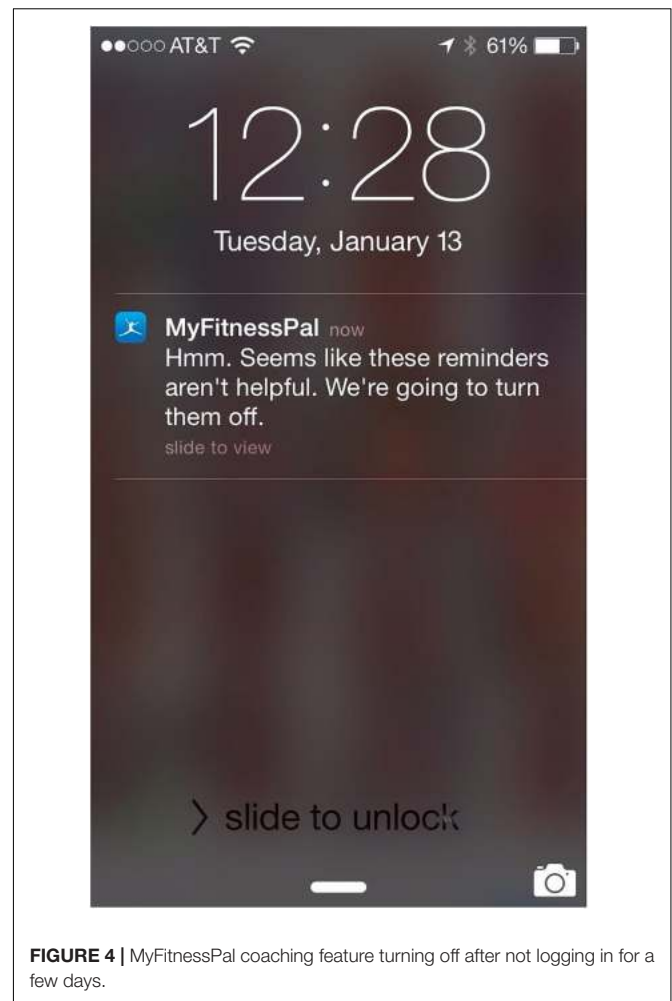 AT&T 61%
12:28
Tuesday, January 13
MyFitnessPal now
Hmm. Seems like these reminders
aren't helpful. We're going to turn
them off.
slide to view
slide to unlock
FIGURE 4 | MyFitnessPal coaching feature turning off after not logging in for a
few days.